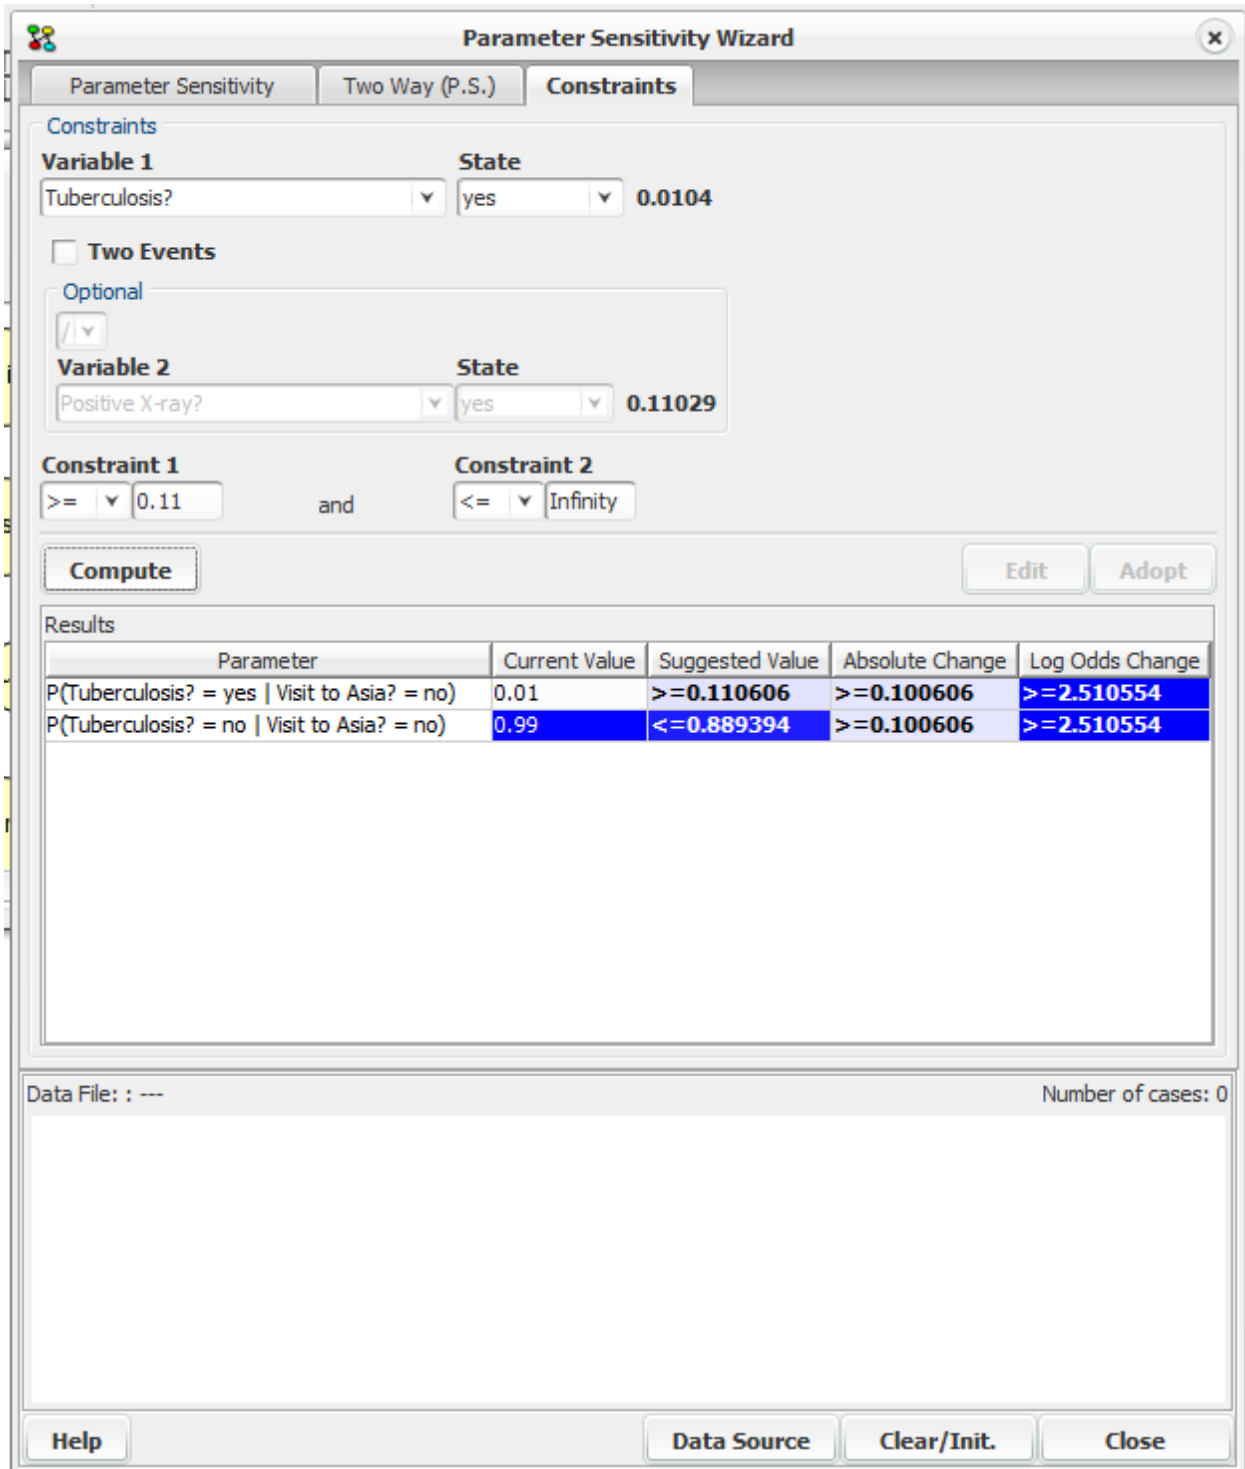 Parameter Sensitivity Wizard
Parameter Sensitivity Two Way (P.S.) Constraints
Constraints
Variable 1 State
Tuberculosis? yes 0.0104
Two Events
Optional
/
Variable 2 State
Positive X-ray? yes 0.11029
Constraint 1 Constraint 2
>= 0.11 and <= Infinity
Compute Edit Adopt
Results
Parameter Current Value Suggested Value Absolute Change Log Odds Change
P(Tuberculosis? = yes | Visit to Asia? = no) 0.01 >=0.110606 >=0.100606 >=2.510554
P(Tuberculosis? = no | Visit to Asia? = no) 0.99 <=0.889394 >=0.100606 >=2.510554
Data File: : --- Number of cases: 0
Help Data Source Clear/Init. Close